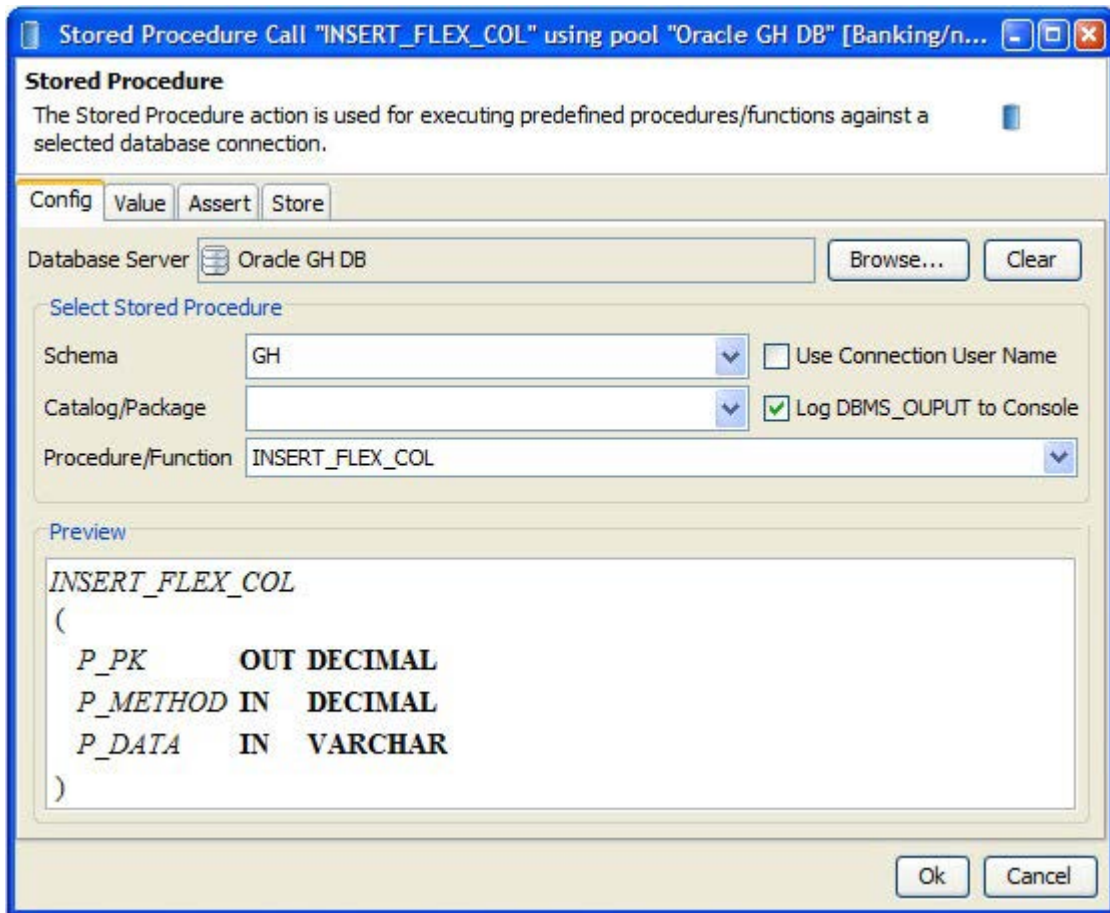 Stored Procedure Call "INSERT_FLEX_COL" using pool "Oracle GH DB" [Banking/n...
Stored Procedure
The Stored Procedure action is used for executing predefined procedures/functions against a
selected database connection.
Config Value Assert Store
Database Server Oracle GH DB Browse... Clear
Select Stored Procedure
Schema GH Use Connection User Name
Catalog/Package Log DBMS_OUPUT to Console
Procedure/Function INSERT_FLEX_COL
Preview
INSERT_FLEX_COL
(
P_PK OUT DECIMAL
P_METHOD IN DECIMAL
P_DATA IN VARCHAR
)
Ok Cancel